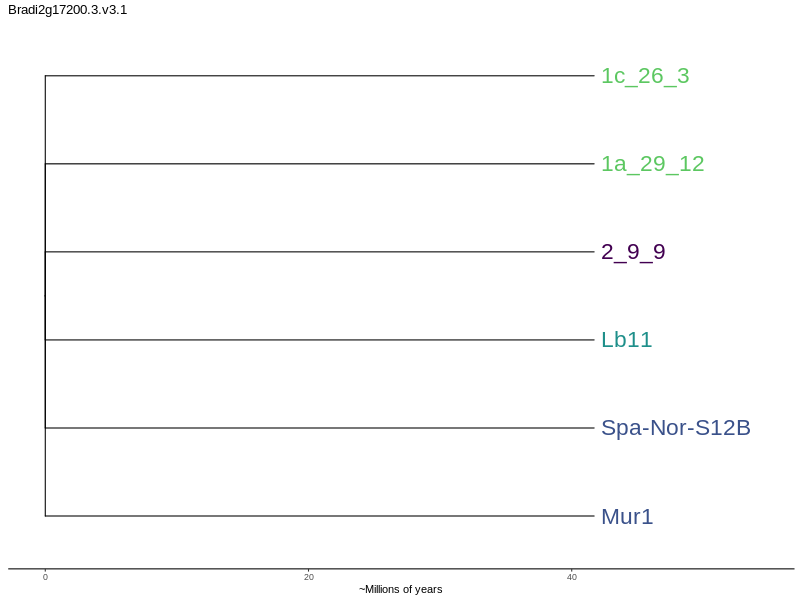 Bradi2g17200.3.v3.1
1c_26_3
1a_29_12
2_9_9
Lb11
Spa-Nor-S12B
Mur1
0 20 40
~Millions of years